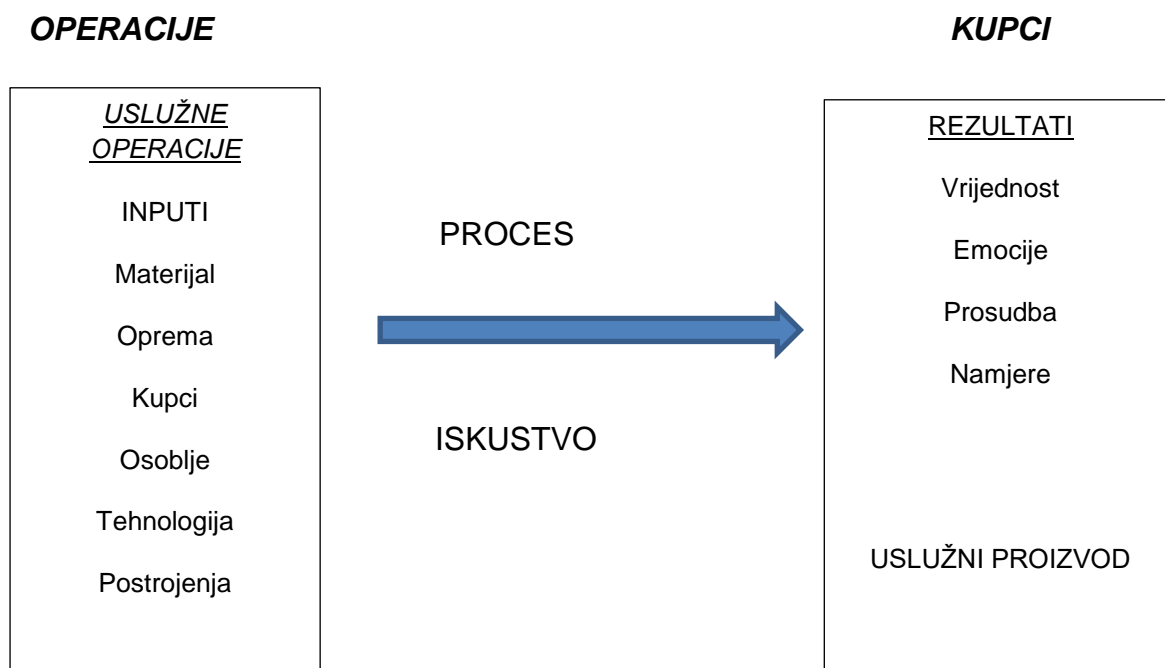 OPERACIJE
KUPCI
USLUŽNE
OPERACIJE
INPUTI
Materijal
Oprema
Kupci
Osoblje
Tehnologija
Postrojenja
PROCES
ISKUSTVO
REZULTATI
Vrijednost
Emocije
Prosudba
Namjere
USLUŽNI PROIZVOD